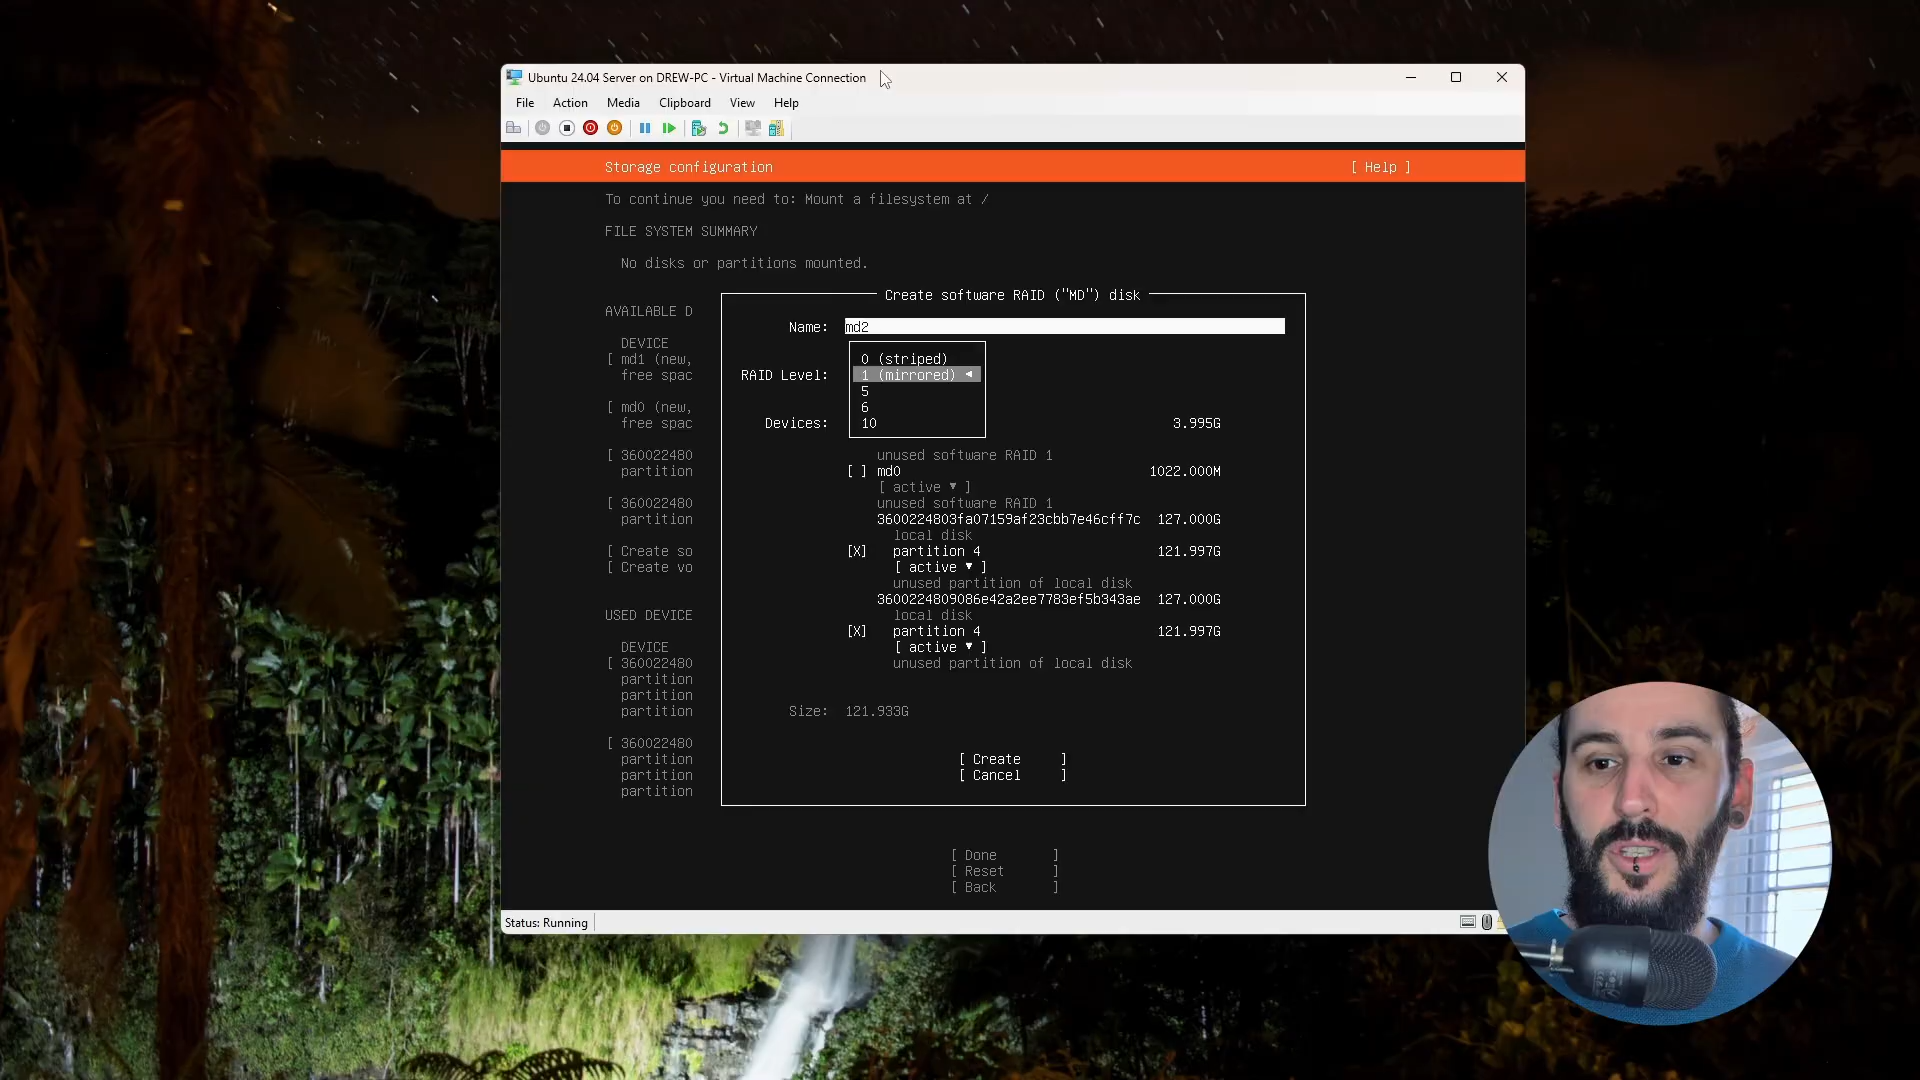 Ubuntu 24.04 Server on DREW-PC - Virtual Machine Connection
File Action Media Clipboard View Help
Storage configuration [ Help ]
To continue you need to: Mount a filesystem at /
FILE SYSTEM SUMMARY
No disks or partitions mounted.
Create software RAID ("MD") disk
AVAILABLE D
Name: md2
DEVICE
[ md1 (new,
0 (striped)
free spac
RAID Level:
1 (mirrored) ◄
5
[ md0 (new,
6
free spac
Devices:
10
3.995G
[ 360022480
unused software RAID 1
partition
[ ] md0 1022.000M
[ active ▼ ]
[ 360022480
unused software RAID 1
partition
3600224803fa07159af23cbb7e46cff7c 127.000G
local disk
[ Create so
[X] partition 4 121.997G
[ Create vo
[ active ▼ ]
unused partition of local disk
3600224809086e42a2ee7783ef5b343ae 127.000G
USED DEVICE
local disk
[X] partition 4 121.997G
DEVICE
[ active ▼ ]
[ 360022480
unused partition of local disk
partition
partition
partition
Size: 121.933G
[ 360022480
partition
[ Create ]
partition
[ Cancel ]
partition
[ Done ]
[ Reset ]
[ Back ]
Status: Running